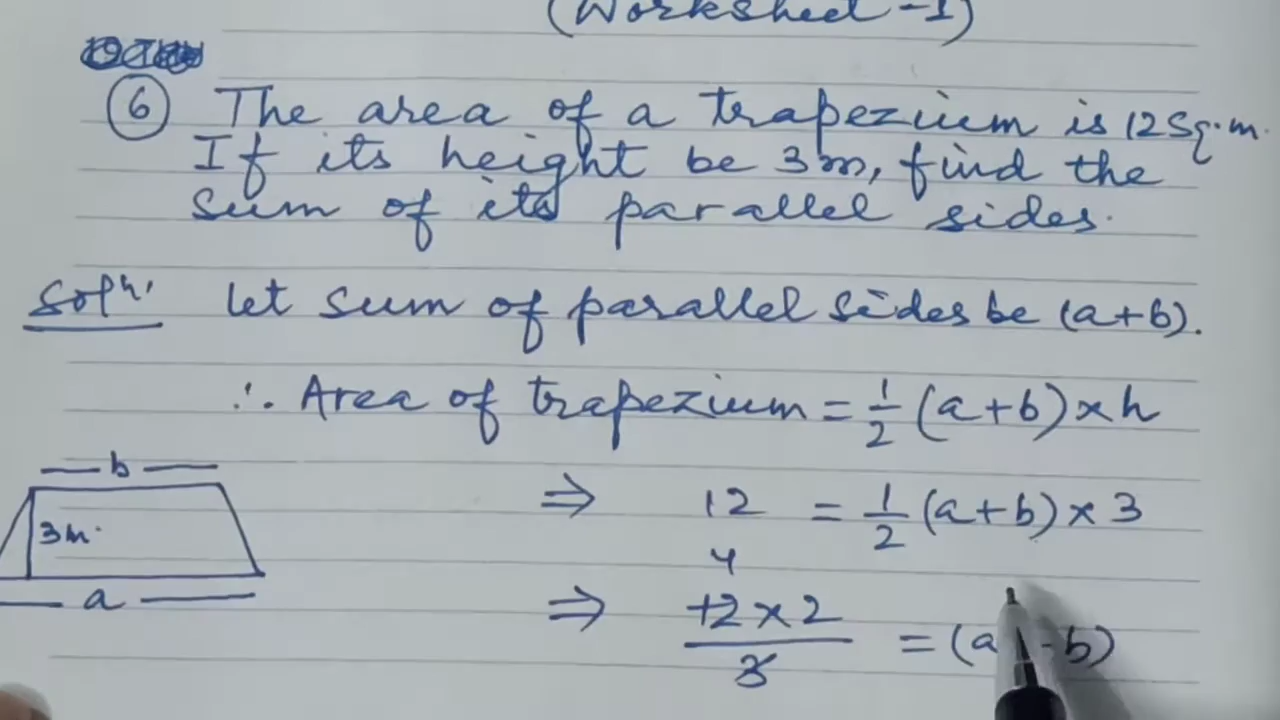 (Worksheet-1)
6 The area of a trapezium is 12 Sq.m.
If its height be 3m, find the
sum of its parallel sides.
Soln. let sum of parallel sides be (a+b).
∴ Area of trapezium = 1/2 (a+b) × h
⇒ 12 = 1/2 (a+b) × 3
4
⇒ 12×2/3 = (a+b)
b
3m.
a